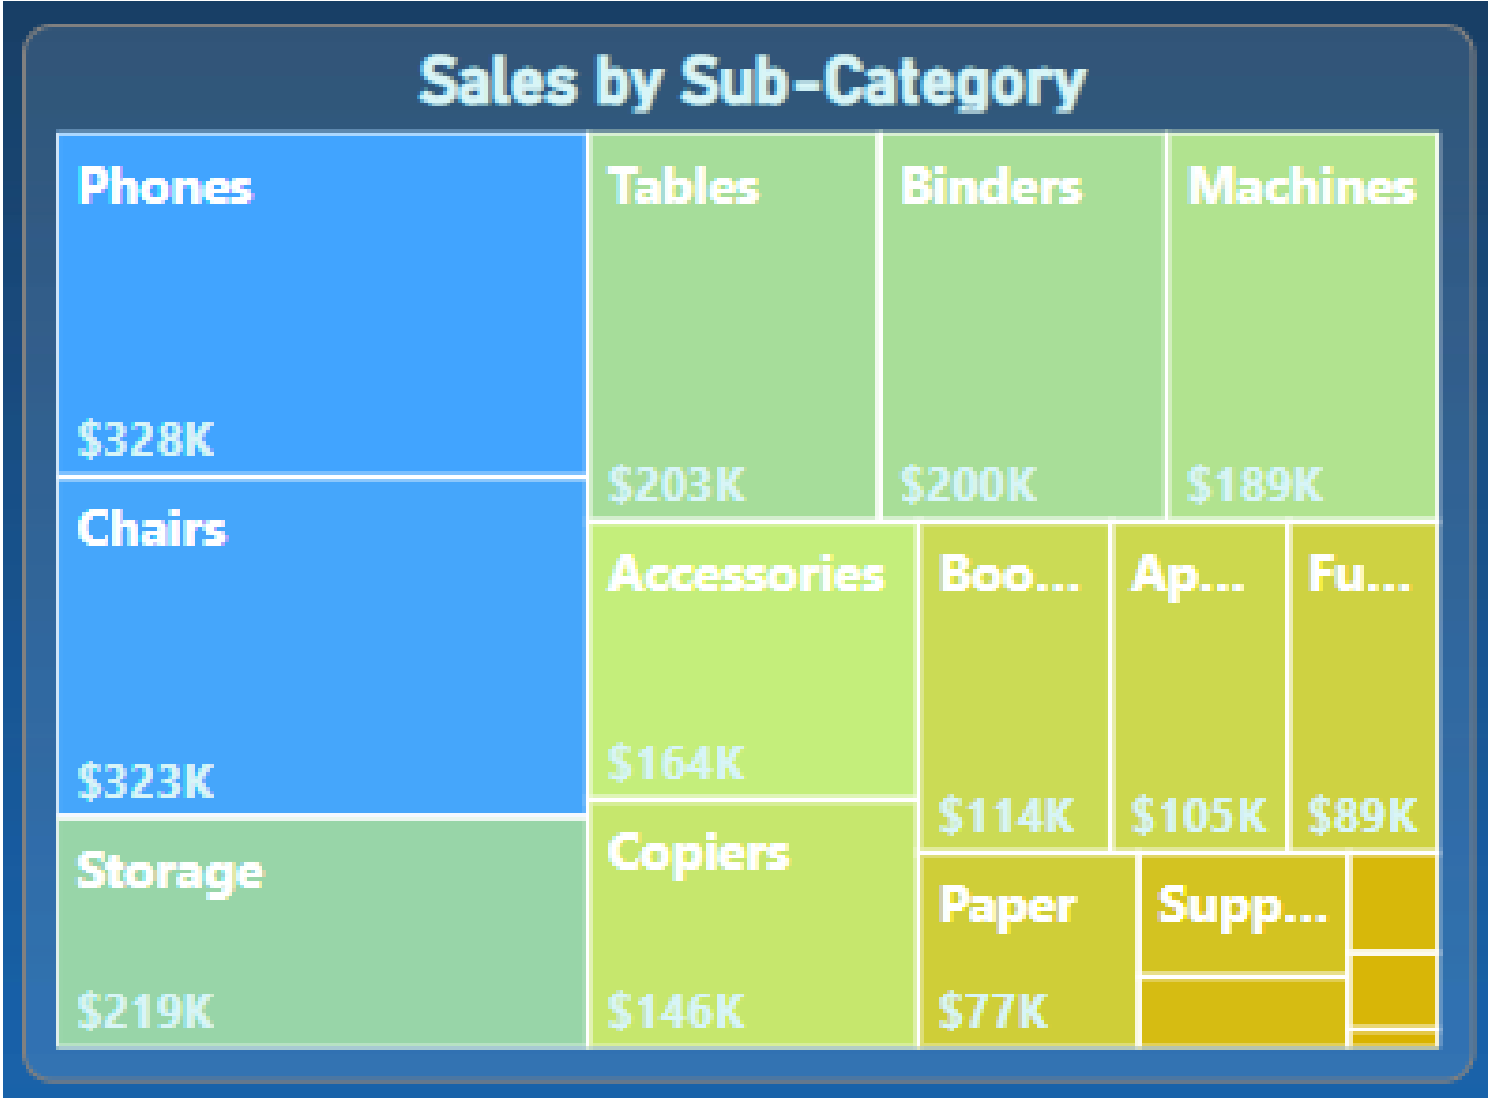 Sales by Sub-Category
Phones
$328K
Chairs
$323K
Storage
$219K
Tables
$203K
Binders
$200K
Machines
$189K
Accessories
$164K
Copiers
$146K
Boo...
$114K
Ap...
$105K
Fu...
$89K
Paper
$77K
Supp...